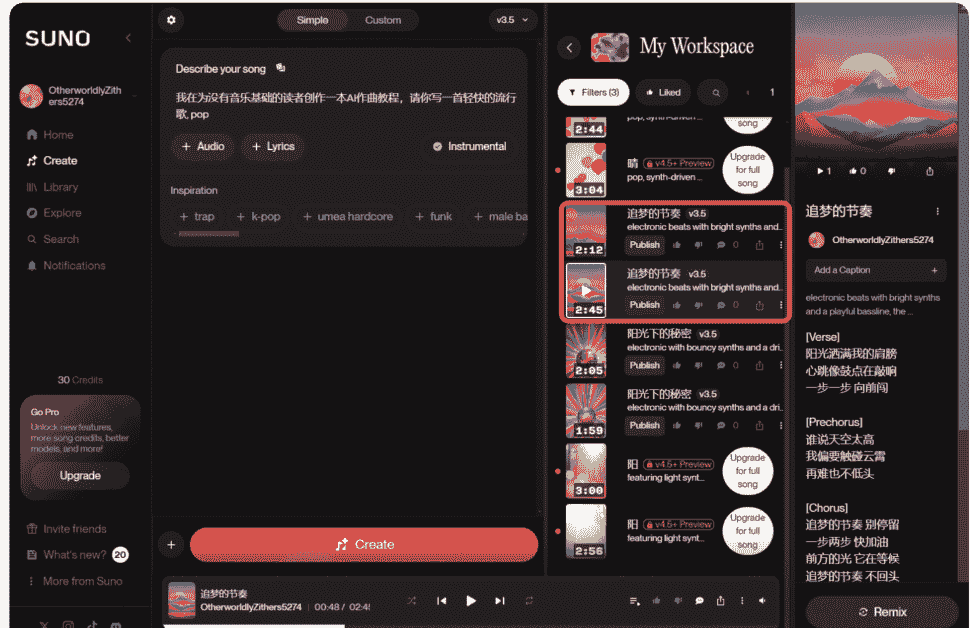 SUNO
OtherworldlyZith
ers5274
Home
Create
Library
Explore
Search
Notifications
30 Credits
Go Pro
Unlock new features,
more song credits, better
models, and more!
Upgrade
Invite friends
What's new? 20
More from Suno
Simple Custom v3.5
Describe your song
我在为没有音乐基础的读者创作一本AI作曲教程，请你写一首轻快的流行
歌, pop
+ Audio + Lyrics Instrumental
Inspiration
+ trap + k-pop + umea hardcore + funk + male ba
+ Create
My Workspace
Filters (3) Liked 1
2:44
song
3:04
晴 v4.5+ Preview
pop, synth-driven ...
Upgrade
for full
song
2:12
追梦的节奏 v3.5
electronic beats with bright synths and..
Publish 0
2:45
追梦的节奏 v3.5
electronic beats with bright synths and..
Publish 0
2:05
阳光下的秘密 v3.5
electronic with bouncy synths and a dri..
Publish 0
1:59
阳光下的秘密 v3.5
electronic with bouncy synths and a dri..
Publish 0
3:00
阳 v4.5+ Preview
featuring light synt...
Upgrade
for full
song
2:56
阳 v4.5+ Preview
featuring light synt...
Upgrade
for full
song
1 0
追梦的节奏
OtherworldlyZithers5274
Add a Caption +
electronic beats with bright synths
and a playful bassline, the ...
[Verse]
阳光洒满我的肩膀
心跳像鼓点在敲响
一步一步 向前闯
[Prechorus]
谁说天空太高
我偏要触碰云霄
再难也不低头
[Chorus]
追梦的节奏 别停留
一步两步 快加油
前方的光 它在等候
追梦的节奏 不回头
Remix
追梦的节奏
OtherworldlyZithers5274 00:48 / 02:45